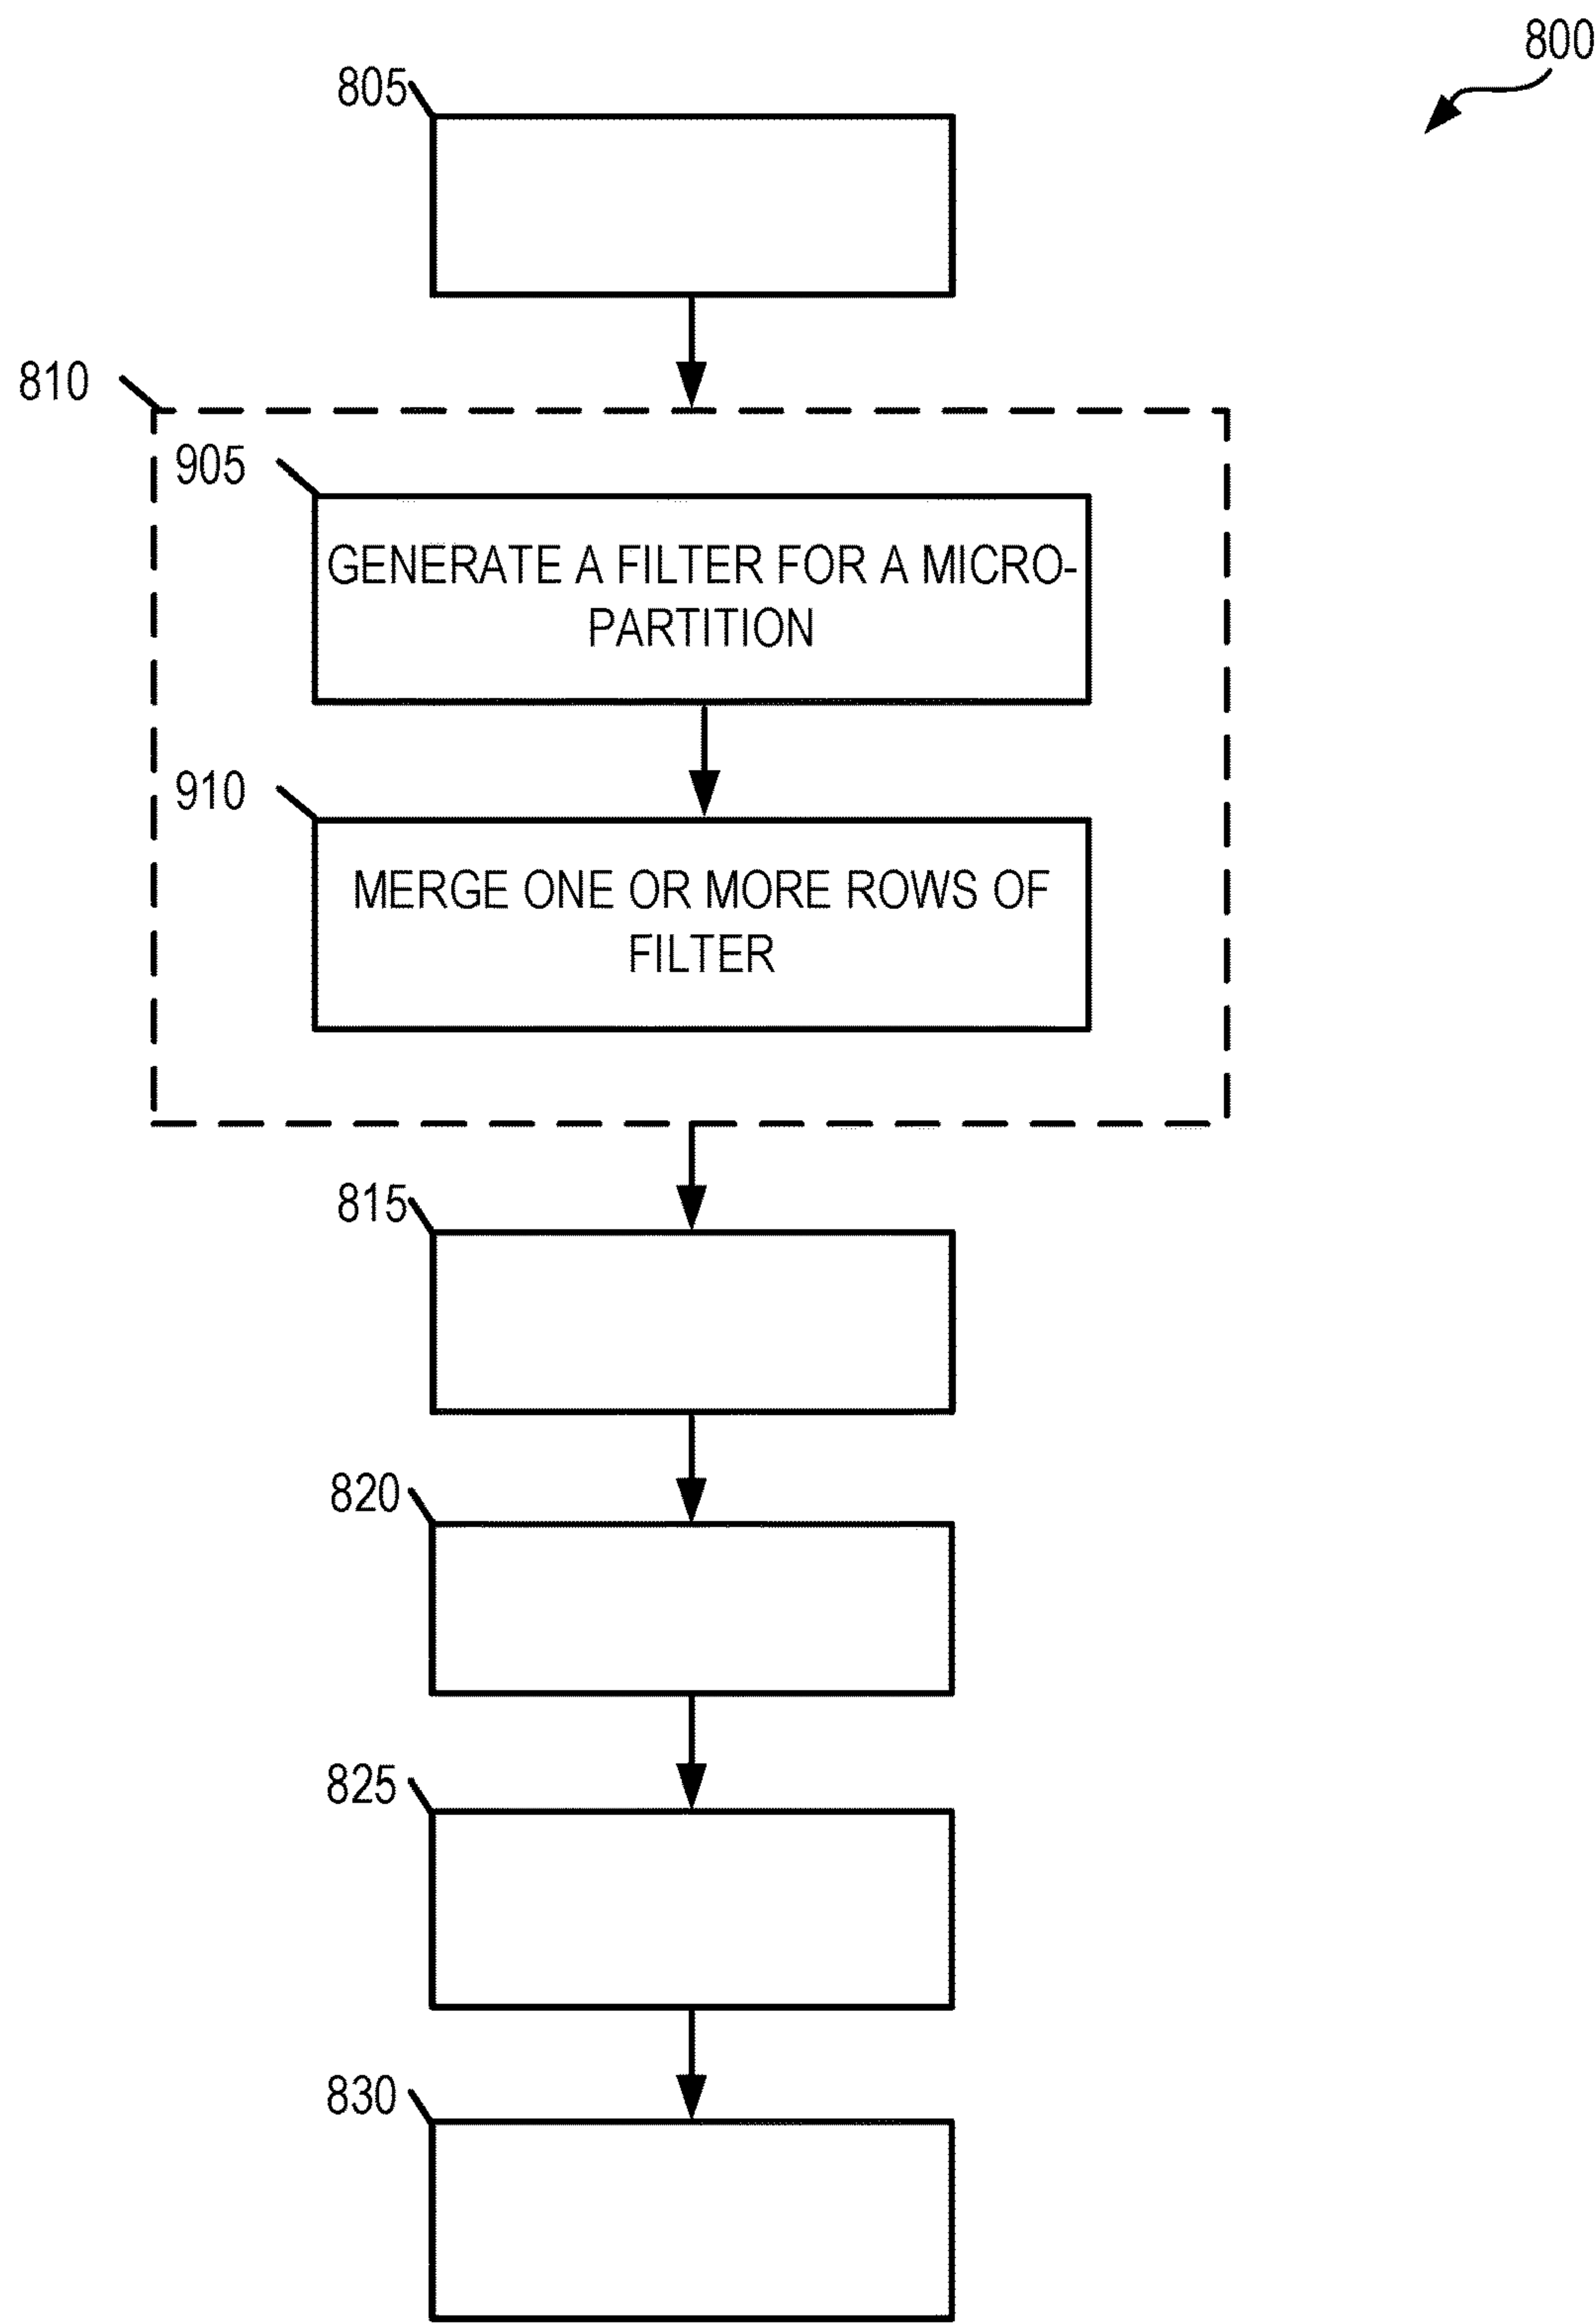 800
805
810
905
GENERATE A FILTER FOR A MICRO-
PARTITION
910
MERGE ONE OR MORE ROWS OF
FILTER
815
820
825
830